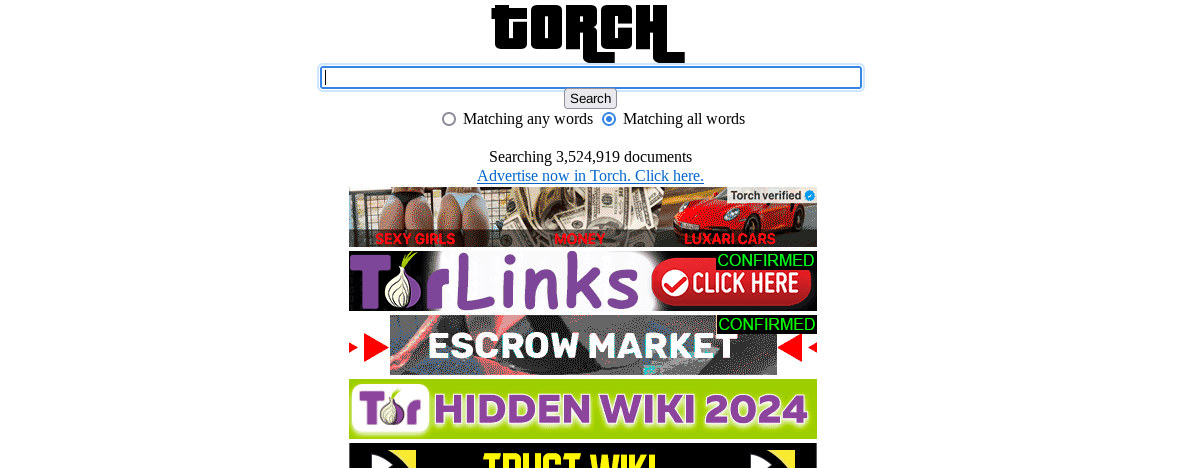 TORCH
Search
Matching any words Matching all words
Searching 3,524,919 documents
Advertise now in Torch. Click here.
Torch verified
SEXY GIRLS MONEY LUXARI CARS
CONFIRMED
TorLinks CLICK HERE
CONFIRMED
ESCROW MARKET
Tor HIDDEN WIKI 2024
TRUST WIKI